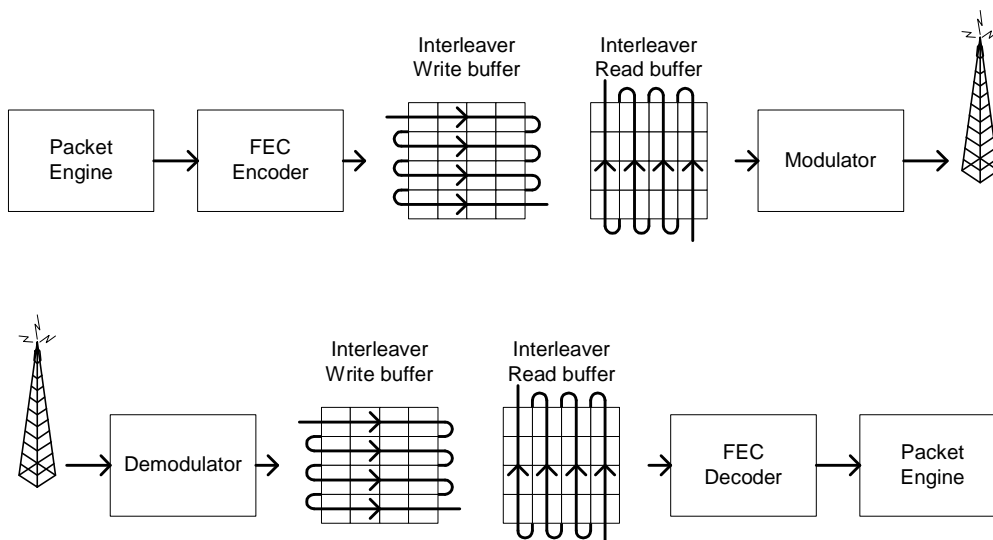 Interleaver
Write buffer
Interleaver
Read buffer
Packet
Engine
FEC
Encoder
Modulator
Interleaver
Write buffer
Interleaver
Read buffer
Demodulator
FEC
Decoder
Packet
Engine